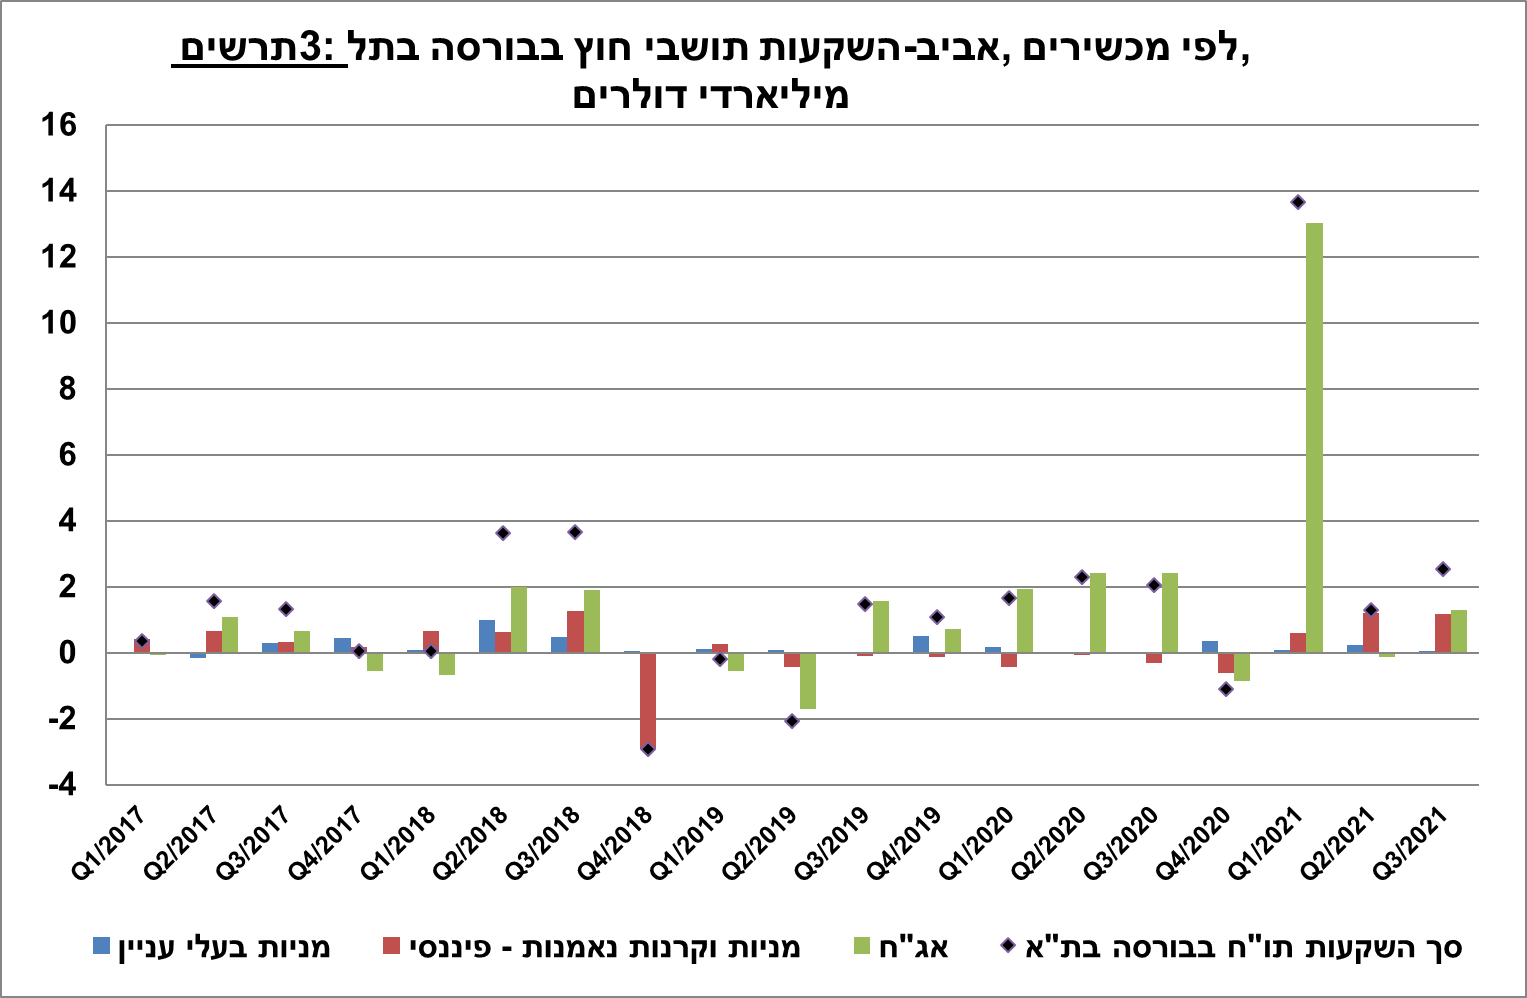 ,לפי מכשירים ,אביב-השקעות תושבי חוץ בבורסה בתל :3תרשים
מיליארדי דולרים
16
14
12
10
8
6
4
2
0
-2
-4
Q1/2017
Q2/2017
Q3/2017
Q4/2017
Q1/2018
Q2/2018
Q3/2018
Q4/2018
Q1/2019
Q2/2019
Q3/2019
Q4/2019
Q1/2020
Q2/2020
Q3/2020
Q4/2020
Q1/2021
Q2/2021
Q3/2021
מניות בעלי עניין
מניות וקרנות נאמנות - פיננסי
אג"ח
סך השקעות תו"ח בבורסה בת"א